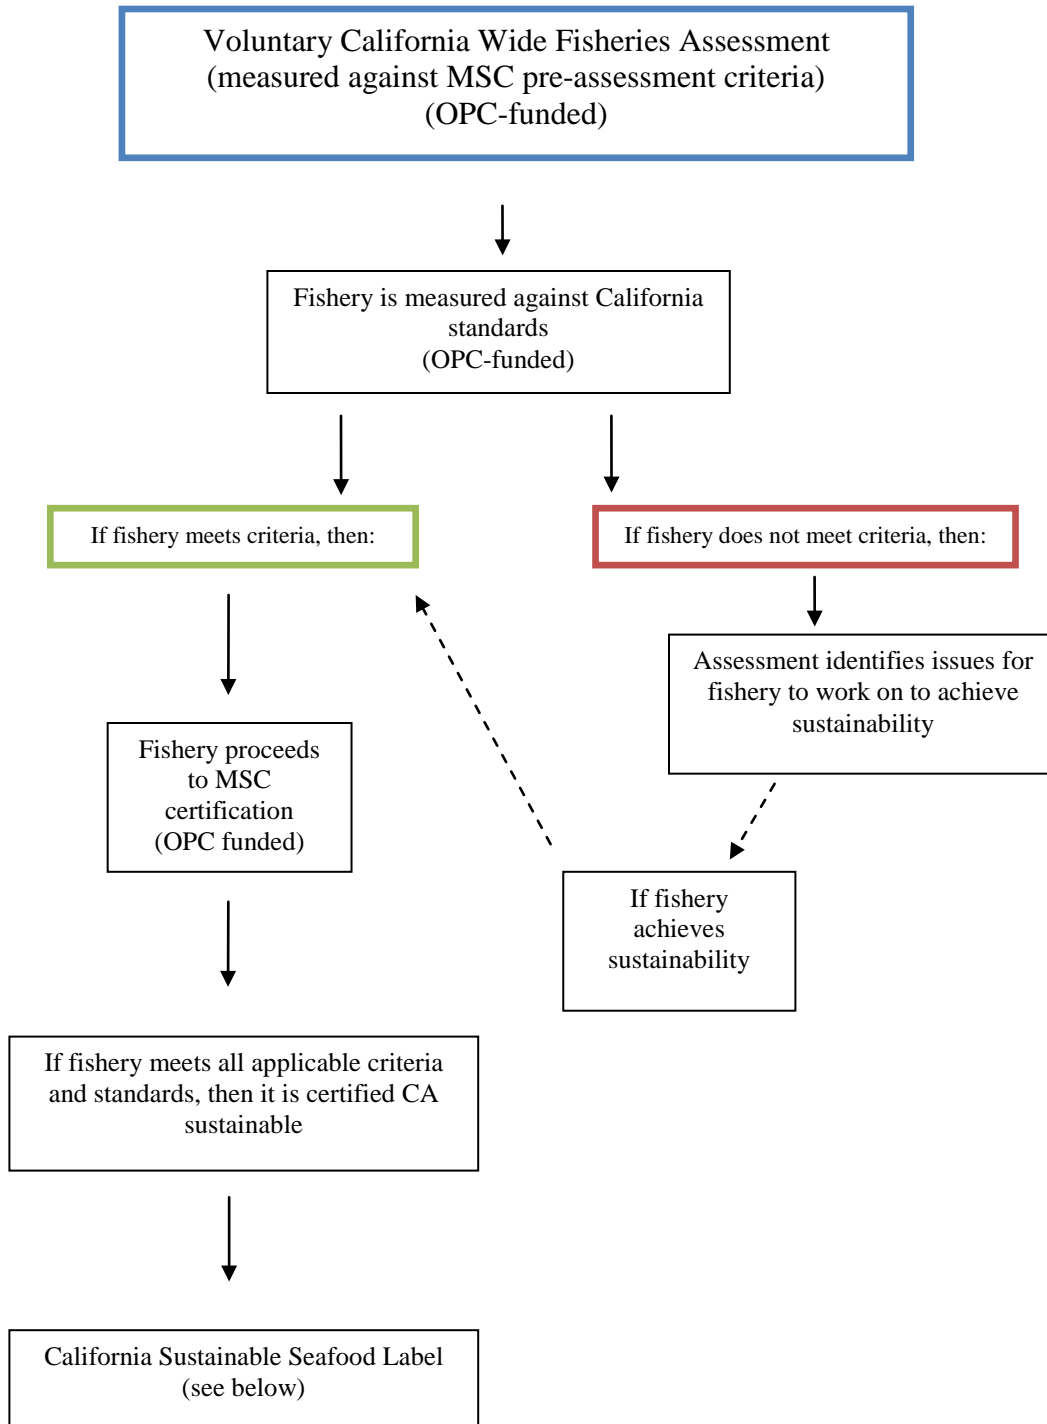 Voluntary California Wide Fisheries Assessment
(measured against MSC pre-assessment criteria)
(OPC-funded)
Fishery is measured against California
standards
(OPC-funded)
If fishery meets criteria, then:
If fishery does not meet criteria, then:
Assessment identifies issues for
fishery to work on to achieve
sustainability
Fishery proceeds
to MSC
certification
(OPC funded)
If fishery
achieves
sustainability
If fishery meets all applicable criteria
and standards, then it is certified CA
sustainable
California Sustainable Seafood Label
(see below)